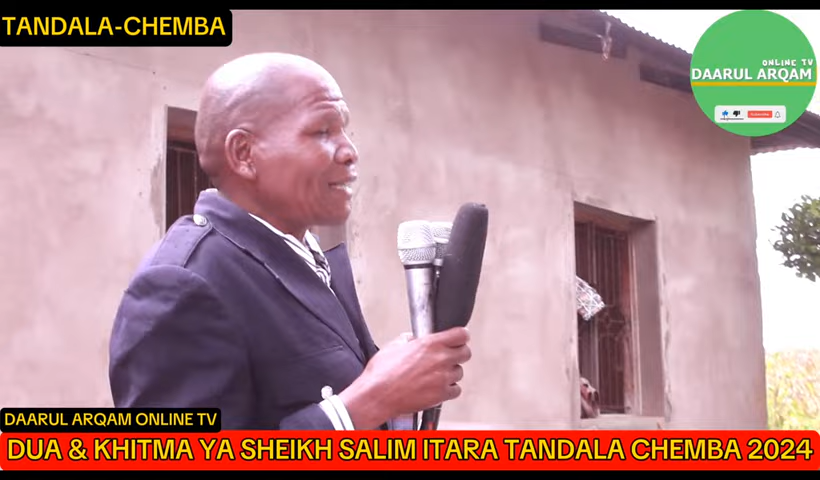 TANDALA-CHEMBA
ONLINE TV
DAARUL ARQAM
Subscribe
DAARUL ARQAM ONLINE TV
DUA & KHITMA YA SHEIKH SALIM ITARA TANDALA CHEMBA 2024